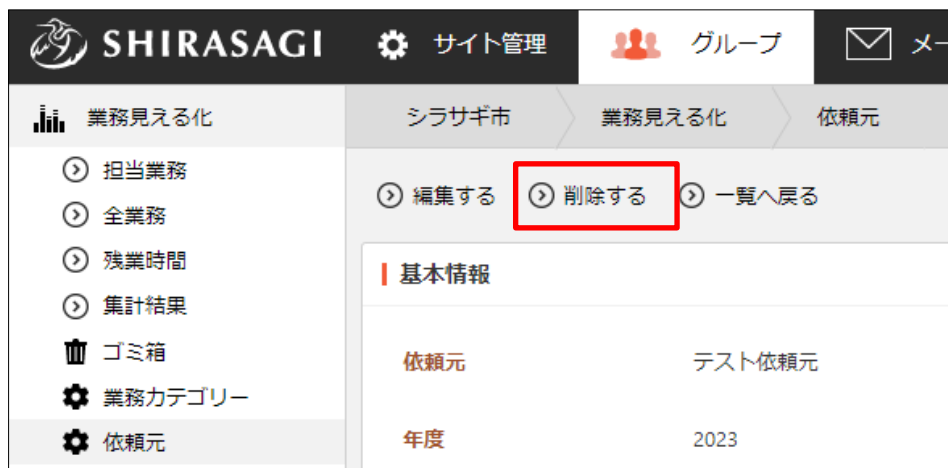 SHIRASAGI サイト管理 グループ メー
業務見える化
シラサギ市 業務見える化 依頼元
担当業務
全業務
残業時間
集計結果
ゴミ箱
業務カテゴリー
依頼元
編集する 削除する 一覧へ戻る
基本情報
依頼元 テスト依頼元
年度 2023